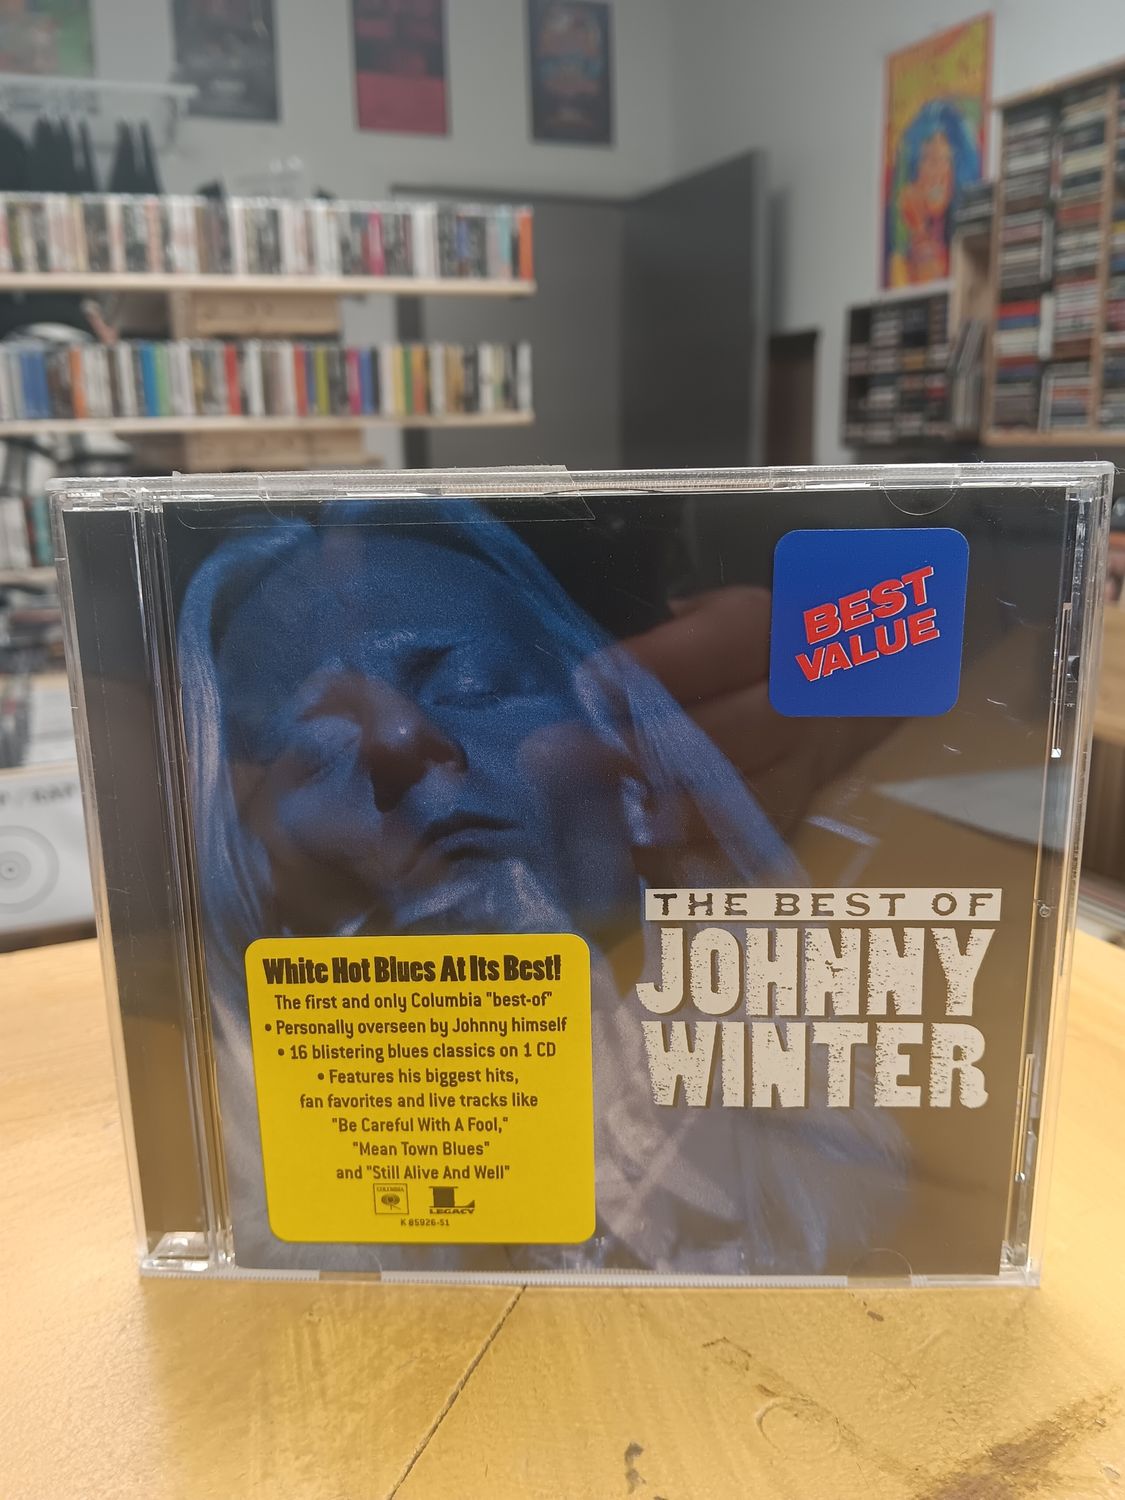 BEST
VALUE
THE BEST OF
JOHNNY
WINTER
White Hot Blues At Its Best!
The first and only Columbia "best-of"
• Personally overseen by Johnny himself
• 16 blistering blues classics on 1 CD
• Features his biggest hits,
fan favorites and live tracks like
"Be Careful With A Fool,"
"Mean Town Blues"
and "Still Alive And Well"
COLUMBIA
LEGACY
K 85926-S1